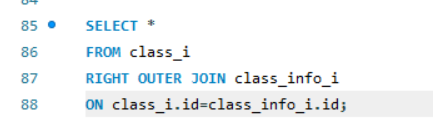 85 SELECT *
86 FROM class_i
87 RIGHT OUTER JOIN class_info_i
88 ON class_i.id=class_info_i.id;